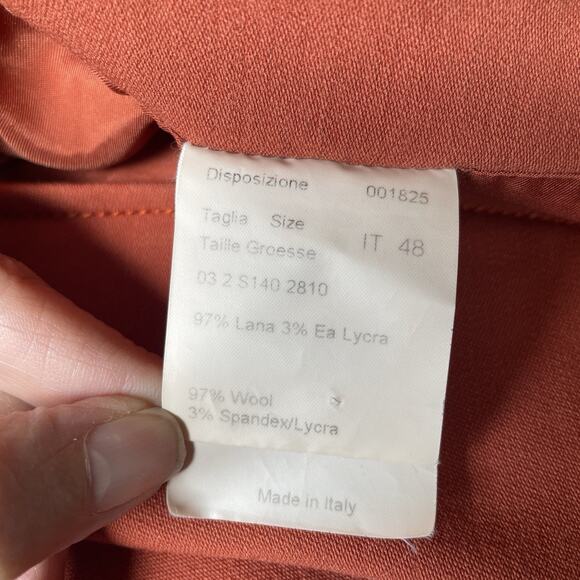 Disposizione 001825
Taglia Size
Taille Groesse IT 48
03 2 S140 2810
97% Lana 3% Ea Lycra
97% Wool
3% Spandex/Lycra
Made in Italy